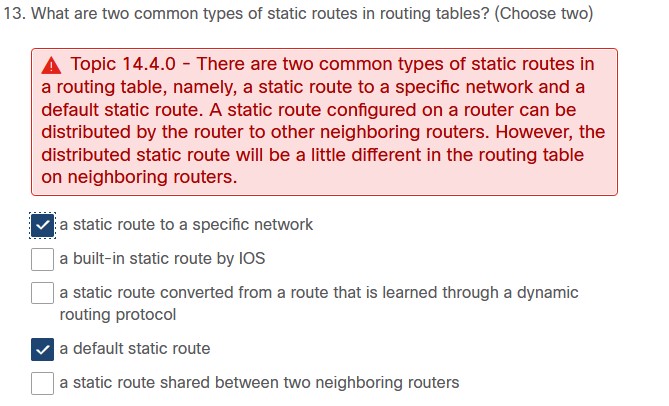 13. What are two common types of static routes in routing tables? (Choose two)
Topic 14.4.0 - There are two common types of static routes in
a routing table, namely, a static route to a specific network and a
default static route. A static route configured on a router can be
distributed by the router to other neighboring routers. However, the
distributed static route will be a little different in the routing table
on neighboring routers.
a static route to a specific network
a built-in static route by IOS
a static route converted from a route that is learned through a dynamic
routing protocol
a default static route
a static route shared between two neighboring routers